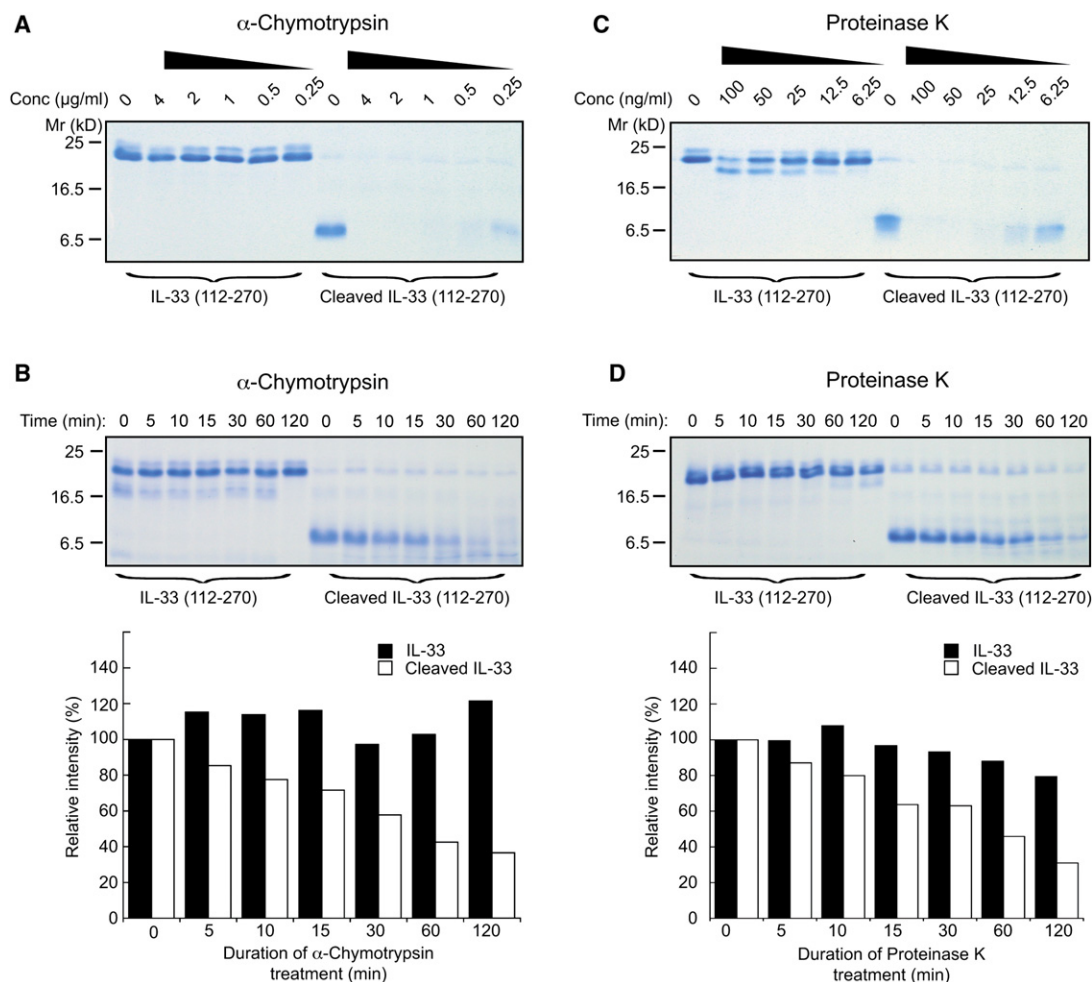 A
α-Chymotrypsin
Conc (μg/ml) 0 4 2 1 0.5 0.25 0 4 2 1 0.5 0.25
Mr (kD)
25
16.5
6.5
IL-33 (112-270) Cleaved IL-33 (112-270)
C
Proteinase K
Conc (ng/ml) 0 100 50 25 12.5 6.25 0 100 50 25 12.5 6.25
Mr (kD)
25
16.5
6.5
IL-33 (112-270) Cleaved IL-33 (112-270)
B
α-Chymotrypsin
Time (min): 0 5 10 15 30 60 120 0 5 10 15 30 60 120
25
16.5
6.5
IL-33 (112-270) Cleaved IL-33 (112-270)
IL-33
Cleaved IL-33
Relative intensity (%)
140
120
100
80
60
40
20
0
0 5 10 15 30 60 120
Duration of α-Chymotrypsin
treatment (min)
D
Proteinase K
Time (min): 0 5 10 15 30 60 120 0 5 10 15 30 60 120
25
16.5
6.5
IL-33 (112-270) Cleaved IL-33 (112-270)
IL-33
Cleaved IL-33
Relative intensity (%)
140
120
100
80
60
40
20
0
0 5 10 15 30 60 120
Duration of Proteinase K
treatment (min)